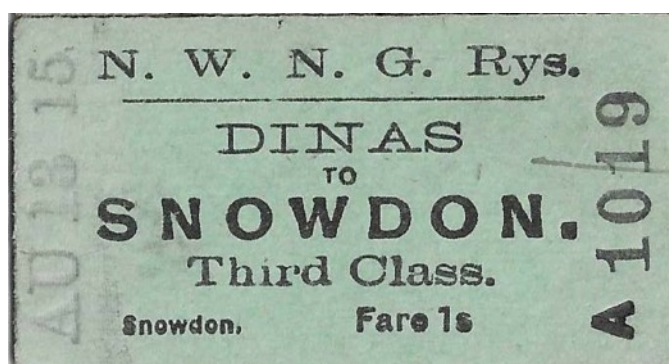 N. W. N. G. Rys.
DINAS
TO
SNOWDON.
Third Class.
Snowdon. Fare 1s
A 1019
AU 13 15